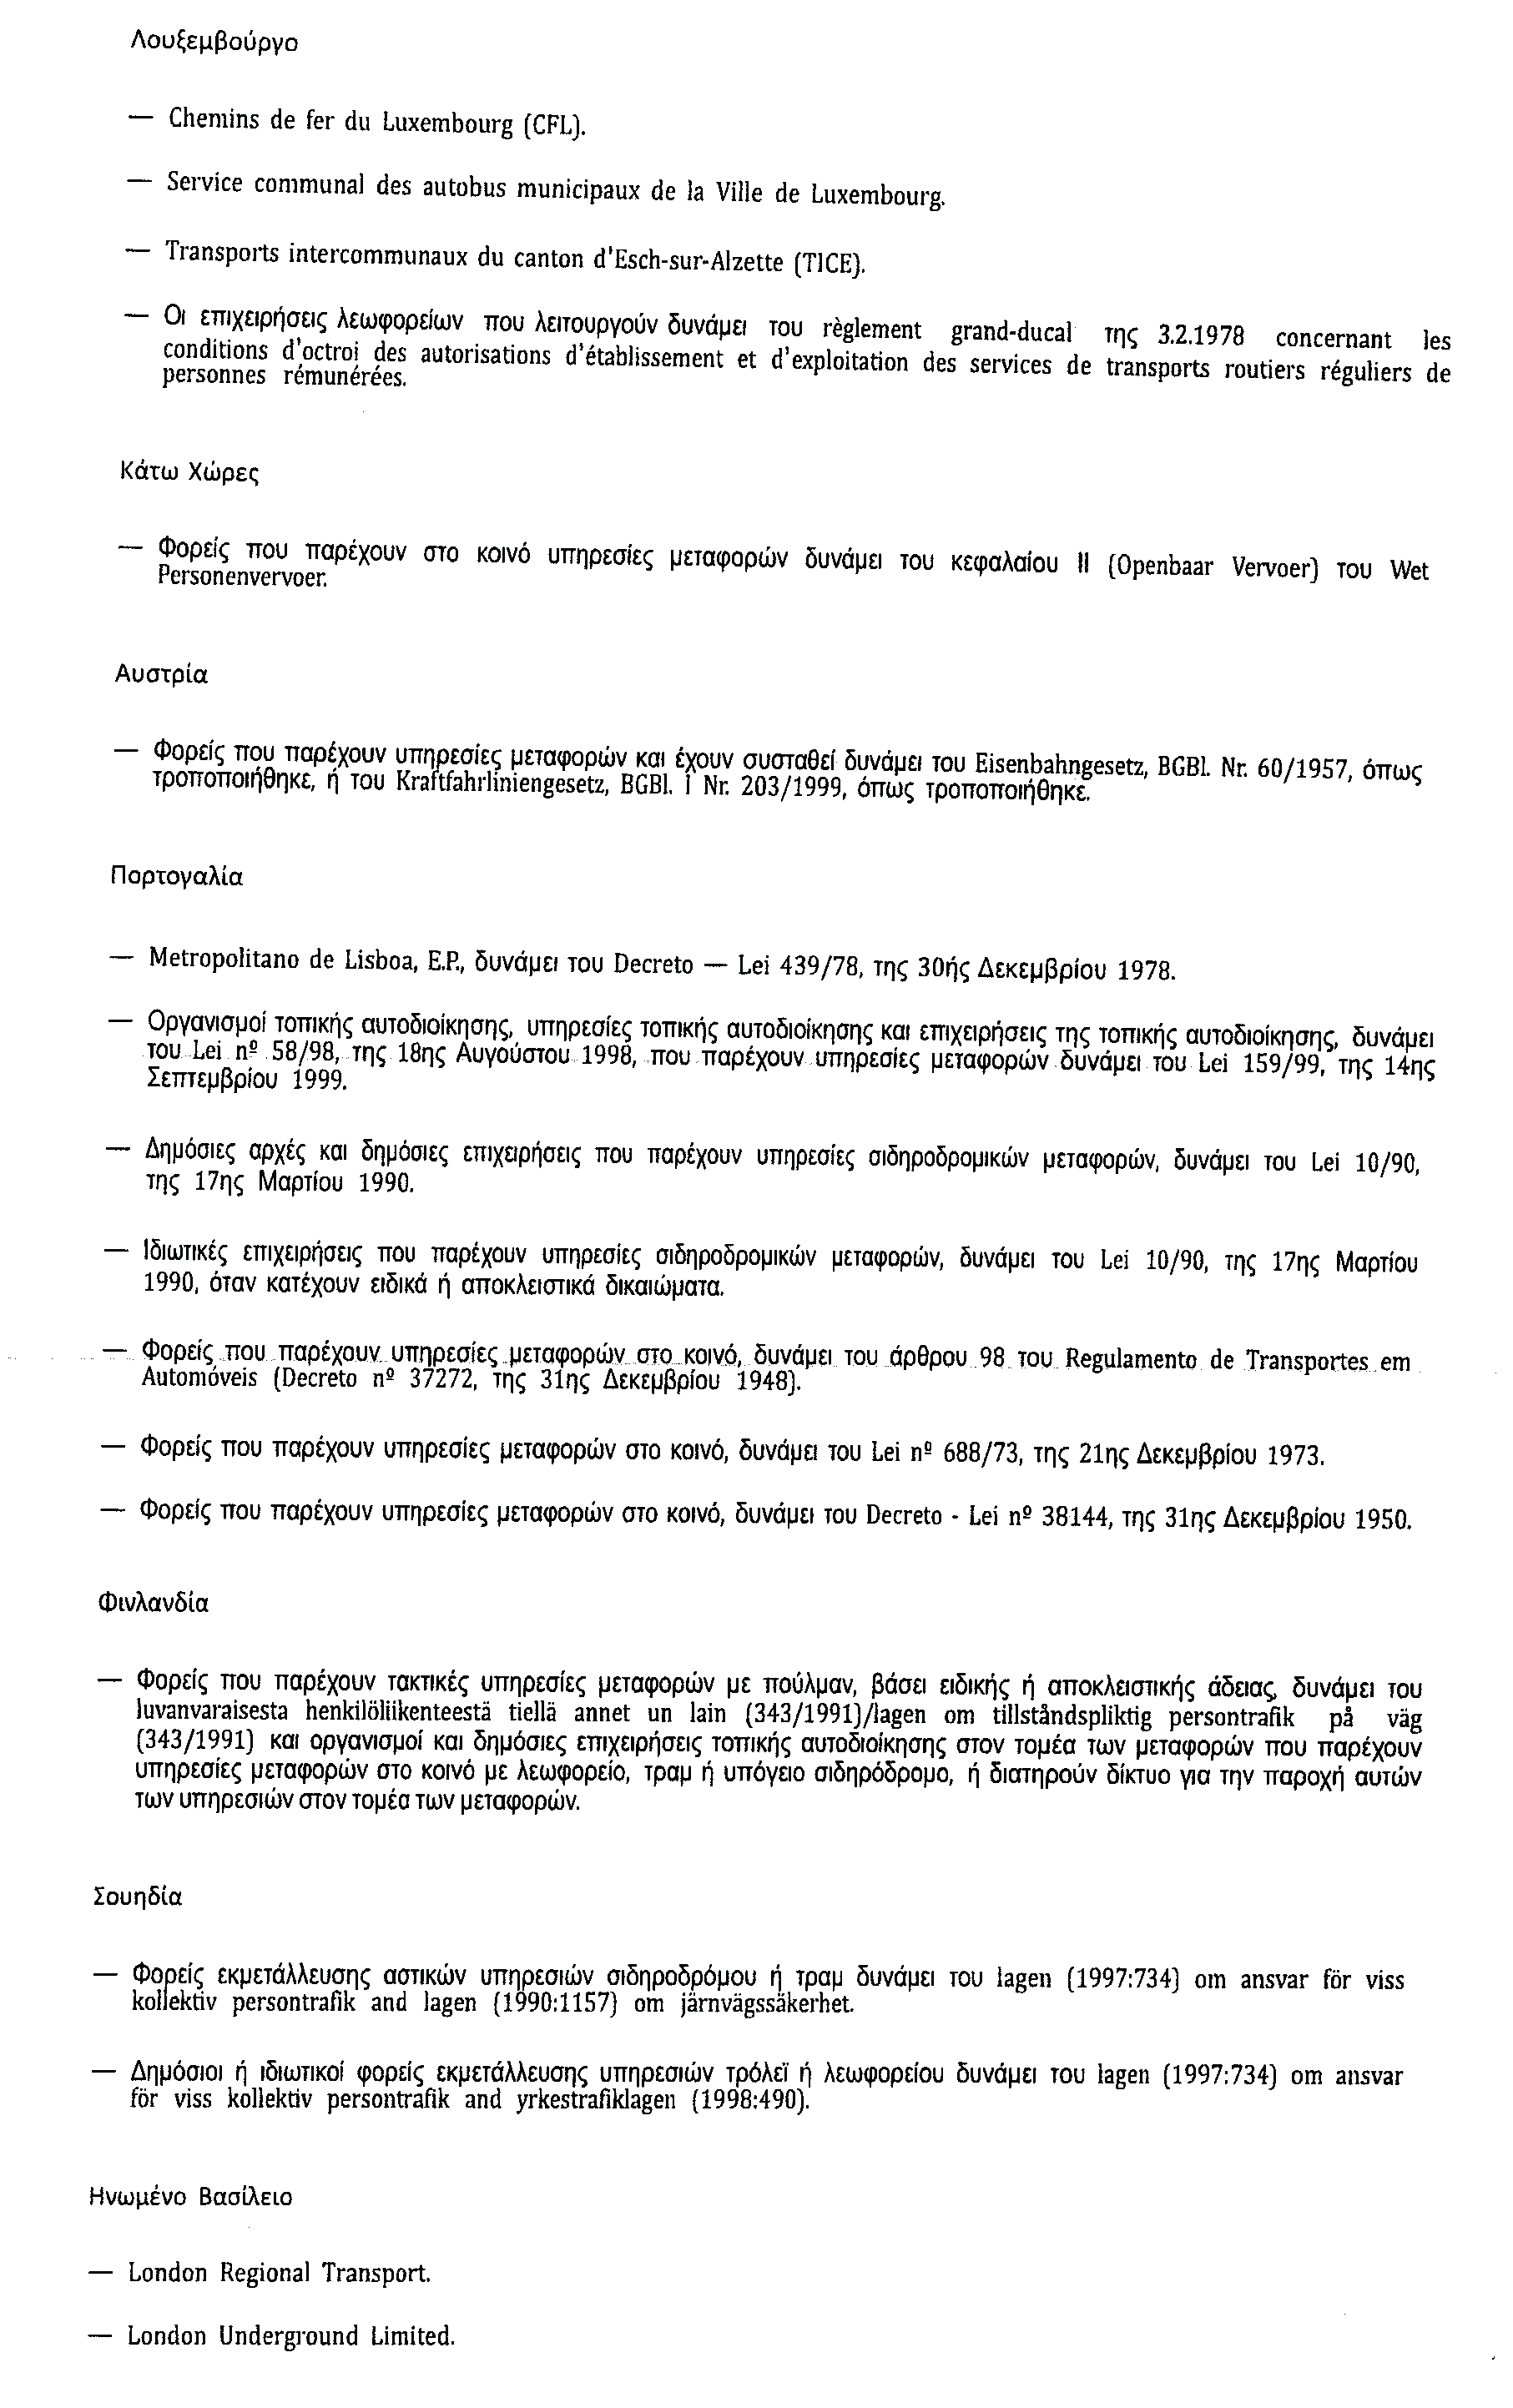 Λουξεμβούργο
— Chemins de fer du Luxembourg (CFL).
— Service communal des autobus municipaux de la Ville de Luxembourg.
— Transports intercommunaux du canton d'Esch-sur-Alzette (TICE).
— Οι επιχειρήσεις λεωφορείων που λειτουργούν δυνάμει του règlement grand-ducal της 3.2.1978 concernant les
conditions d'octroi des autorisations d'établissement et d'exploitation des services de transports routiers réguliers de
personnes rémunérées.
Κάτω Χώρες
— Φορείς που παρέχουν στο κοινό υπηρεσίες μεταφορών δυνάμει του κεφαλαίου II (Openbaar Vervoer) του Wet
Personenvervoer.
Αυστρία
— Φορείς που παρέχουν υπηρεσίες μεταφορών και έχουν συσταθεί δυνάμει του Eisenbahngesetz, BGBl. Nr. 60/1957, όπως
τροποποιήθηκε, ή του Kraftfahrliniengesetz, BGBl. I Nr. 203/1999, όπως τροποποιήθηκε.
Πορτογαλία
— Metropolitano de Lisboa, E.P., δυνάμει του Decreto — Lei 439/78, της 30ής Δεκεμβρίου 1978.
— Οργανισμοί τοπικής αυτοδιοίκησης, υπηρεσίες τοπικής αυτοδιοίκησης και επιχειρήσεις της τοπικής αυτοδιοίκησης, δυνάμει
του Lei nº 58/98, της 18ης Αυγούστου 1998, που παρέχουν υπηρεσίες μεταφορών δυνάμει του Lei 159/99, της 14ης
Σεπτεμβρίου 1999.
— Δημόσιες αρχές και δημόσιες επιχειρήσεις που παρέχουν υπηρεσίες σιδηροδρομικών μεταφορών, δυνάμει του Lei 10/90,
της 17ης Μαρτίου 1990.
— Ιδιωτικές επιχειρήσεις που παρέχουν υπηρεσίες σιδηροδρομικών μεταφορών, δυνάμει του Lei 10/90, της 17ης Μαρτίου
1990, όταν κατέχουν ειδικά ή αποκλειστικά δικαιώματα.
— Φορείς που παρέχουν υπηρεσίες μεταφορών στο κοινό, δυνάμει του άρθρου 98 του Regulamento de Transportes em
Automóveis (Decreto nº 37272, της 31ης Δεκεμβρίου 1948).
— Φορείς που παρέχουν υπηρεσίες μεταφορών στο κοινό, δυνάμει του Lei nº 688/73, της 21ης Δεκεμβρίου 1973.
— Φορείς που παρέχουν υπηρεσίες μεταφορών στο κοινό, δυνάμει του Decreto - Lei nº 38144, της 31ης Δεκεμβρίου 1950.
Φινλανδία
— Φορείς που παρέχουν τακτικές υπηρεσίες μεταφορών με πούλμαν, βάσει ειδικής ή αποκλειστικής άδειας, δυνάμει του
luvanvaraisesta henkilöliikenteestä tiellä annet un lain (343/1991)/lagen om tillståndspliktig persontrafik på väg
(343/1991) και οργανισμοί και δημόσιες επιχειρήσεις τοπικής αυτοδιοίκησης στον τομέα των μεταφορών που παρέχουν
υπηρεσίες μεταφορών στο κοινό με λεωφορείο, τραμ ή υπόγειο σιδηρόδρομο, ή διατηρούν δίκτυο για την παροχή αυτών
των υπηρεσιών στον τομέα των μεταφορών.
Σουηδία
— Φορείς εκμετάλλευσης αστικών υπηρεσιών σιδηροδρόμου ή τραμ δυνάμει του lagen (1997:734) om ansvar för viss
kollektiv persontrafik and lagen (1990:1157) om järnvägssäkerhet.
— Δημόσιοι ή ιδιωτικοί φορείς εκμετάλλευσης υπηρεσιών τρόλεϊ ή λεωφορείου δυνάμει του lagen (1997:734) om ansvar
för viss kollektiv persontrafik and yrkestrafiklagen (1998:490).
Ηνωμένο Βασίλειο
— London Regional Transport.
— London Underground Limited.